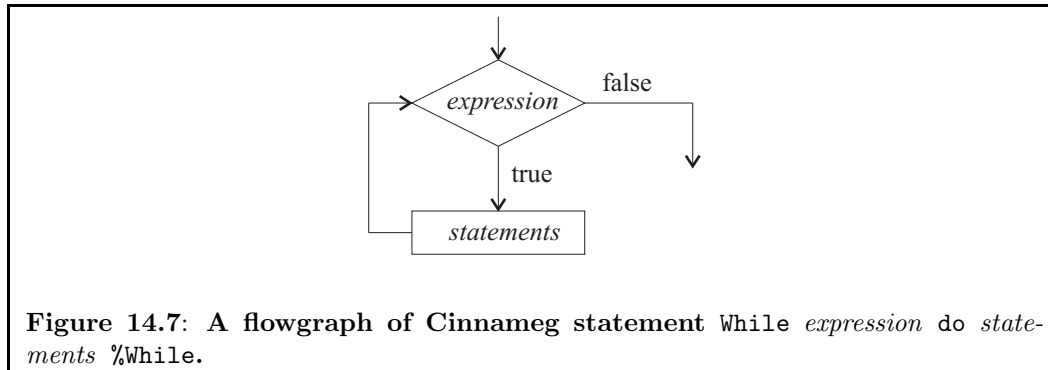 expression
false
true
statements
Figure 14.7: A flowgraph of Cinnameg statement While expression do state-
ments %While.